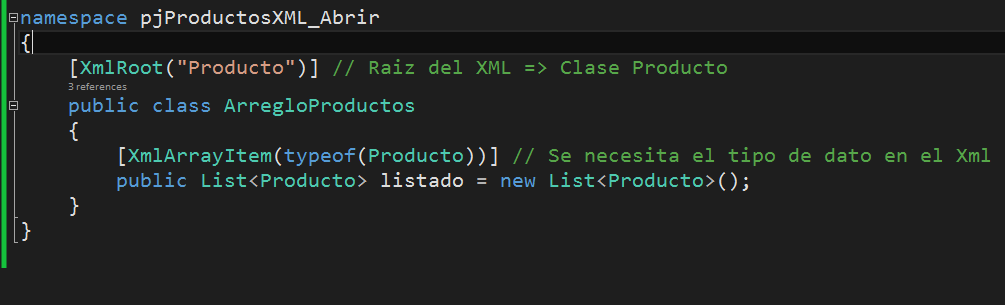 namespace pjProductosXML_Abrir
{
[XmlRoot("Producto")] // Raiz del XML => Clase Producto
3 references
public class ArregloProductos
{
[XmlArrayItem(typeof(Producto))] // Se necesita el tipo de dato en el Xml
public List<Producto> listado = new List<Producto>();
}
}